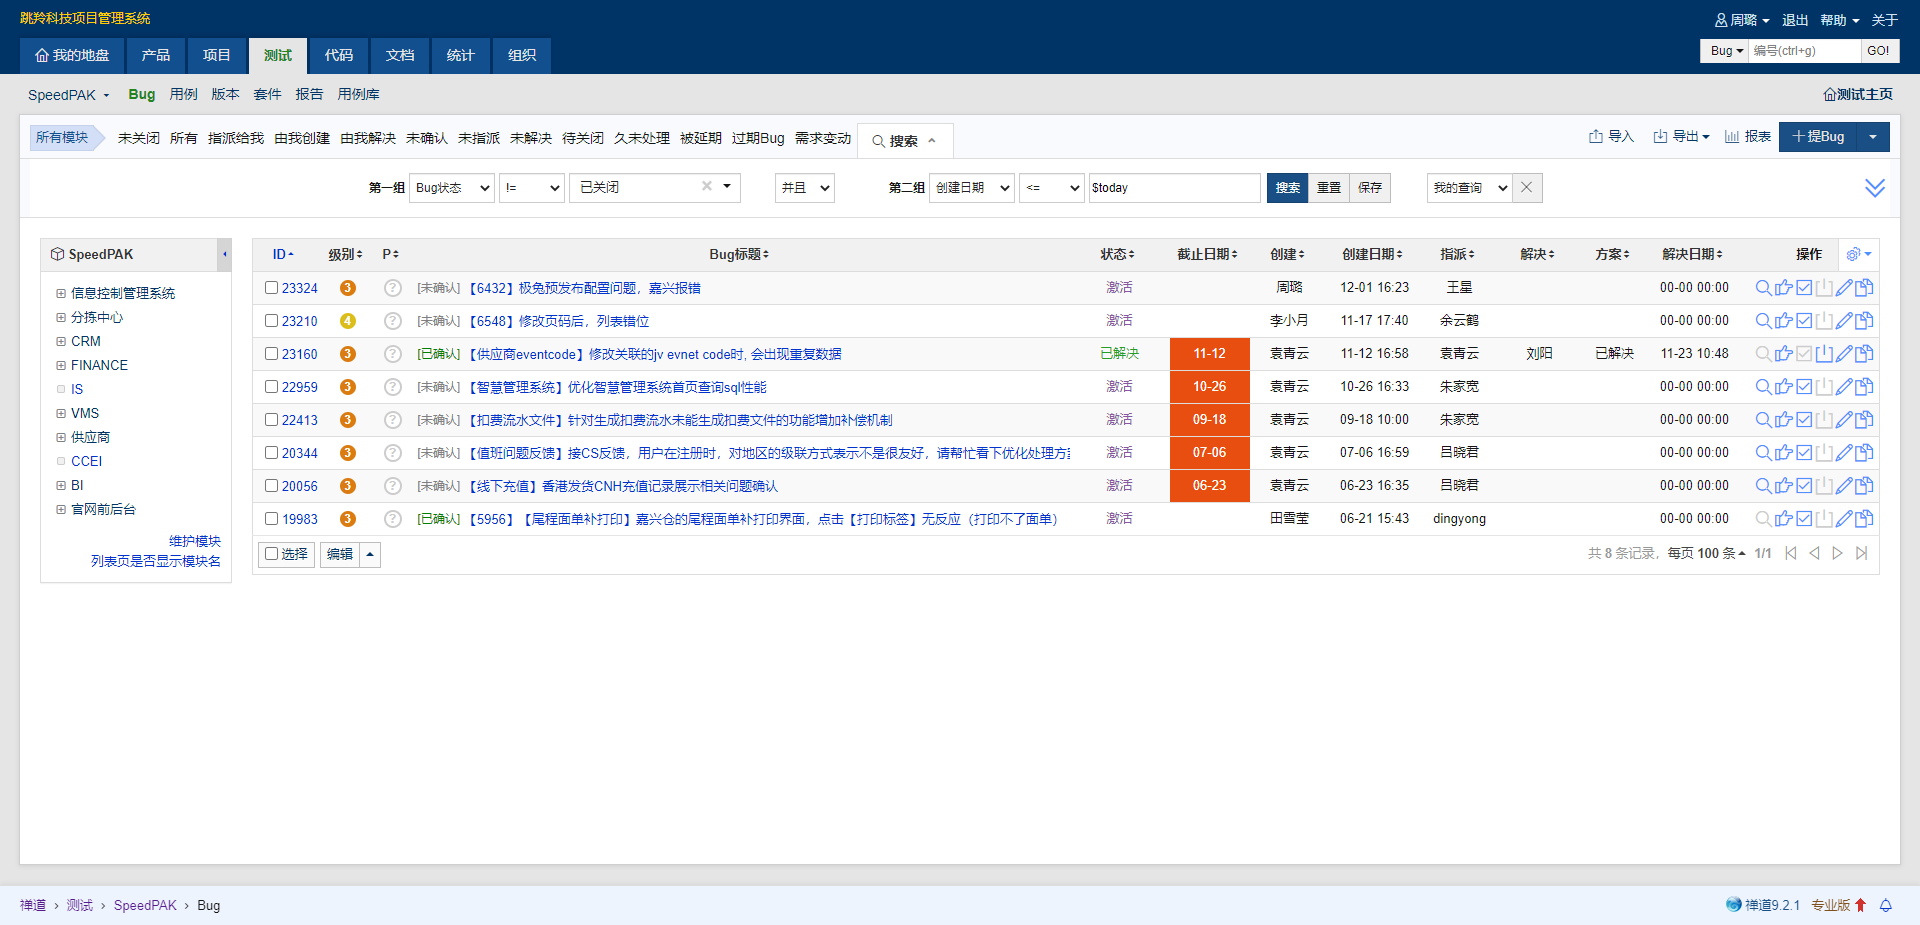 跳羚科技项目管理系统
周璐 退出 帮助 关于
我的地盘 产品 项目 测试 代码 文档 统计 组织
Bug 编号(ctrl+g) GO!
SpeedPAK Bug 用例 版本 套件 报告 用例库 测试主页
所有模块 未关闭 所有 指派给我 由我创建 由我解决 未确认 未指派 未解决 待关闭 久未处理 被延期 过期Bug 需求变动 搜索 导入 导出 报表 提Bug
第一组 Bug状态 != 已关闭 并且 第二组 创建日期 <= $today 搜索 重置 保存 我的查询
SpeedPAK
信息控制管理系统
分拣中心
CRM
FINANCE
IS
VMS
供应商
CCEI
BI
官网前后台
维护模块
列表页是否显示模块名
ID 级别 P Bug标题 状态 截止日期 创建 创建日期 指派 解决 方案 解决日期 操作
23324 3 ? [未确认] 【6432】极兔预发布配置问题，嘉兴报错 激活 周璐 12-01 16:23 王星 00-00 00:00
23210 4 ? [未确认] 【6548】修改页码后，列表错位 激活 李小月 11-17 17:40 余云鹤 00-00 00:00
23160 3 ? [已确认] 【供应商eventcode】修改关联的jv evnet code时, 会出现重复数据 已解决 11-12 袁青云 11-12 16:58 袁青云 刘阳 已解决 11-23 10:48
22959 3 ? [未确认] 【智慧管理系统】优化智慧管理系统首页查询sql性能 激活 10-26 袁青云 10-26 16:33 朱家宽 00-00 00:00
22413 3 ? [未确认] 【扣费流水文件】针对生成扣费流水未能生成扣费文件的功能增加补偿机制 激活 09-18 袁青云 09-18 10:00 朱家宽 00-00 00:00
20344 3 ? [未确认] 【值班问题反馈】接CS反馈，用户在注册时，对地区的级联方式表示不是很友好，请帮忙看下优化处理方案 激活 07-06 袁青云 07-06 16:59 吕晓君 00-00 00:00
20056 3 ? [未确认] 【线下充值】香港发货CNH充值记录展示相关问题确认 激活 06-23 袁青云 06-23 16:35 吕晓君 00-00 00:00
19983 3 ? [已确认] 【5956】【尾程面单补打印】嘉兴仓的尾程面单补打印界面，点击【打印标签】无反应（打印不了面单） 激活 田雪莹 06-21 15:43 dingyong 00-00 00:00
选择 编辑 共 8 条记录，每页 100 条 1/1
禅道 › 测试 › SpeedPAK › Bug
禅道9.2.1 专业版